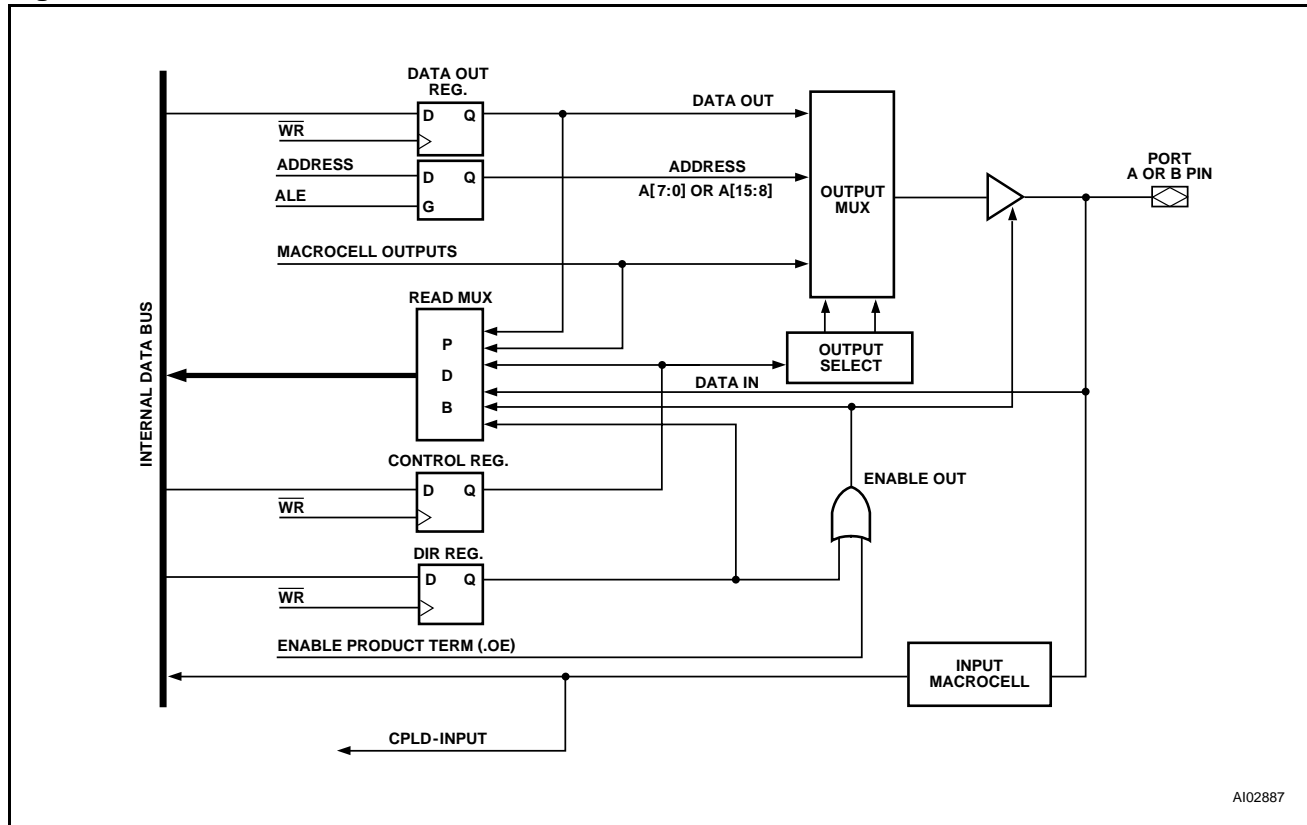 DATA OUT
REG.
D Q
WR
DATA OUT
ADDRESS
D Q
ALE
G
ADDRESS
A[7:0] OR A[15:8]
OUTPUT
MUX
PORT
A OR B PIN
MACROCELL OUTPUTS
READ MUX
P
D
B
OUTPUT
SELECT
DATA IN
INTERNAL DATA BUS
CONTROL REG.
D Q
WR
ENABLE OUT
DIR REG.
D Q
WR
ENABLE PRODUCT TERM (.OE)
INPUT
MACROCELL
CPLD-INPUT
AI02887